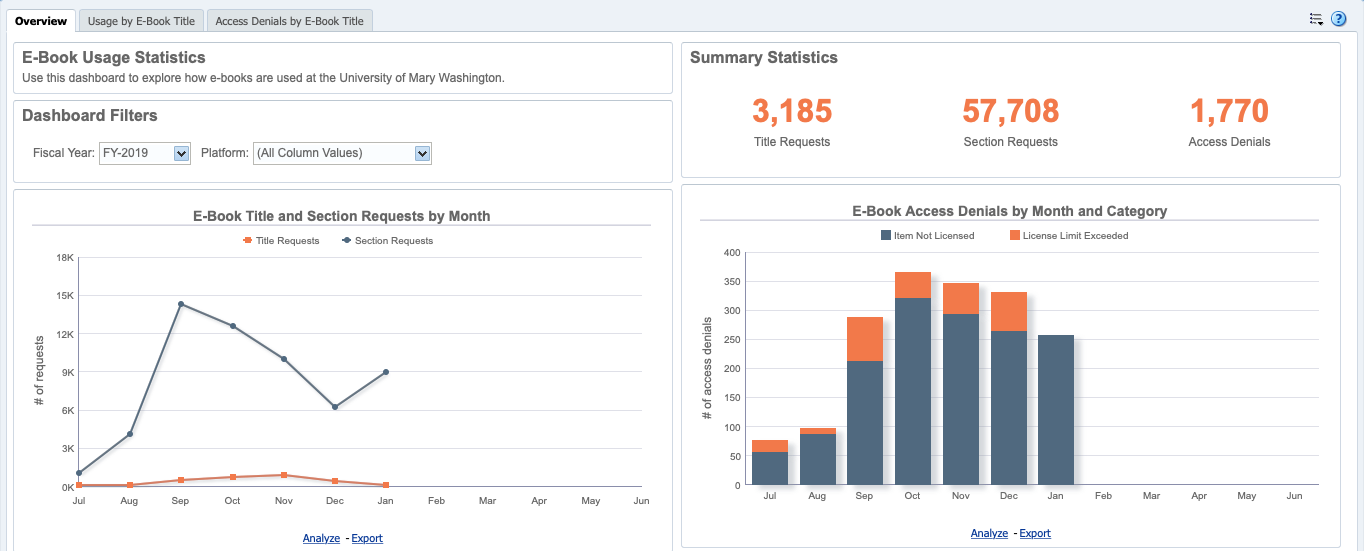 Overview
Usage by E-Book Title
Access Denials by E-Book Title
E-Book Usage Statistics
Use this dashboard to explore how e-books are used at the University of Mary Washington.
Dashboard Filters
Fiscal Year: FY-2019 Platform: (All Column Values)
Summary Statistics
3,185 57,708 1,770
Title Requests Section Requests Access Denials
E-Book Title and Section Requests by Month
Title Requests Section Requests
18K
15K
12K
9K
6K
3K
0K
# of requests
Jul Aug Sep Oct Nov Dec Jan Feb Mar Apr May Jun
Analyze - Export
E-Book Access Denials by Month and Category
Item Not Licensed License Limit Exceeded
400
350
300
250
200
150
100
50
0
# of access denials
Jul Aug Sep Oct Nov Dec Jan Feb Mar Apr May Jun
Analyze - Export